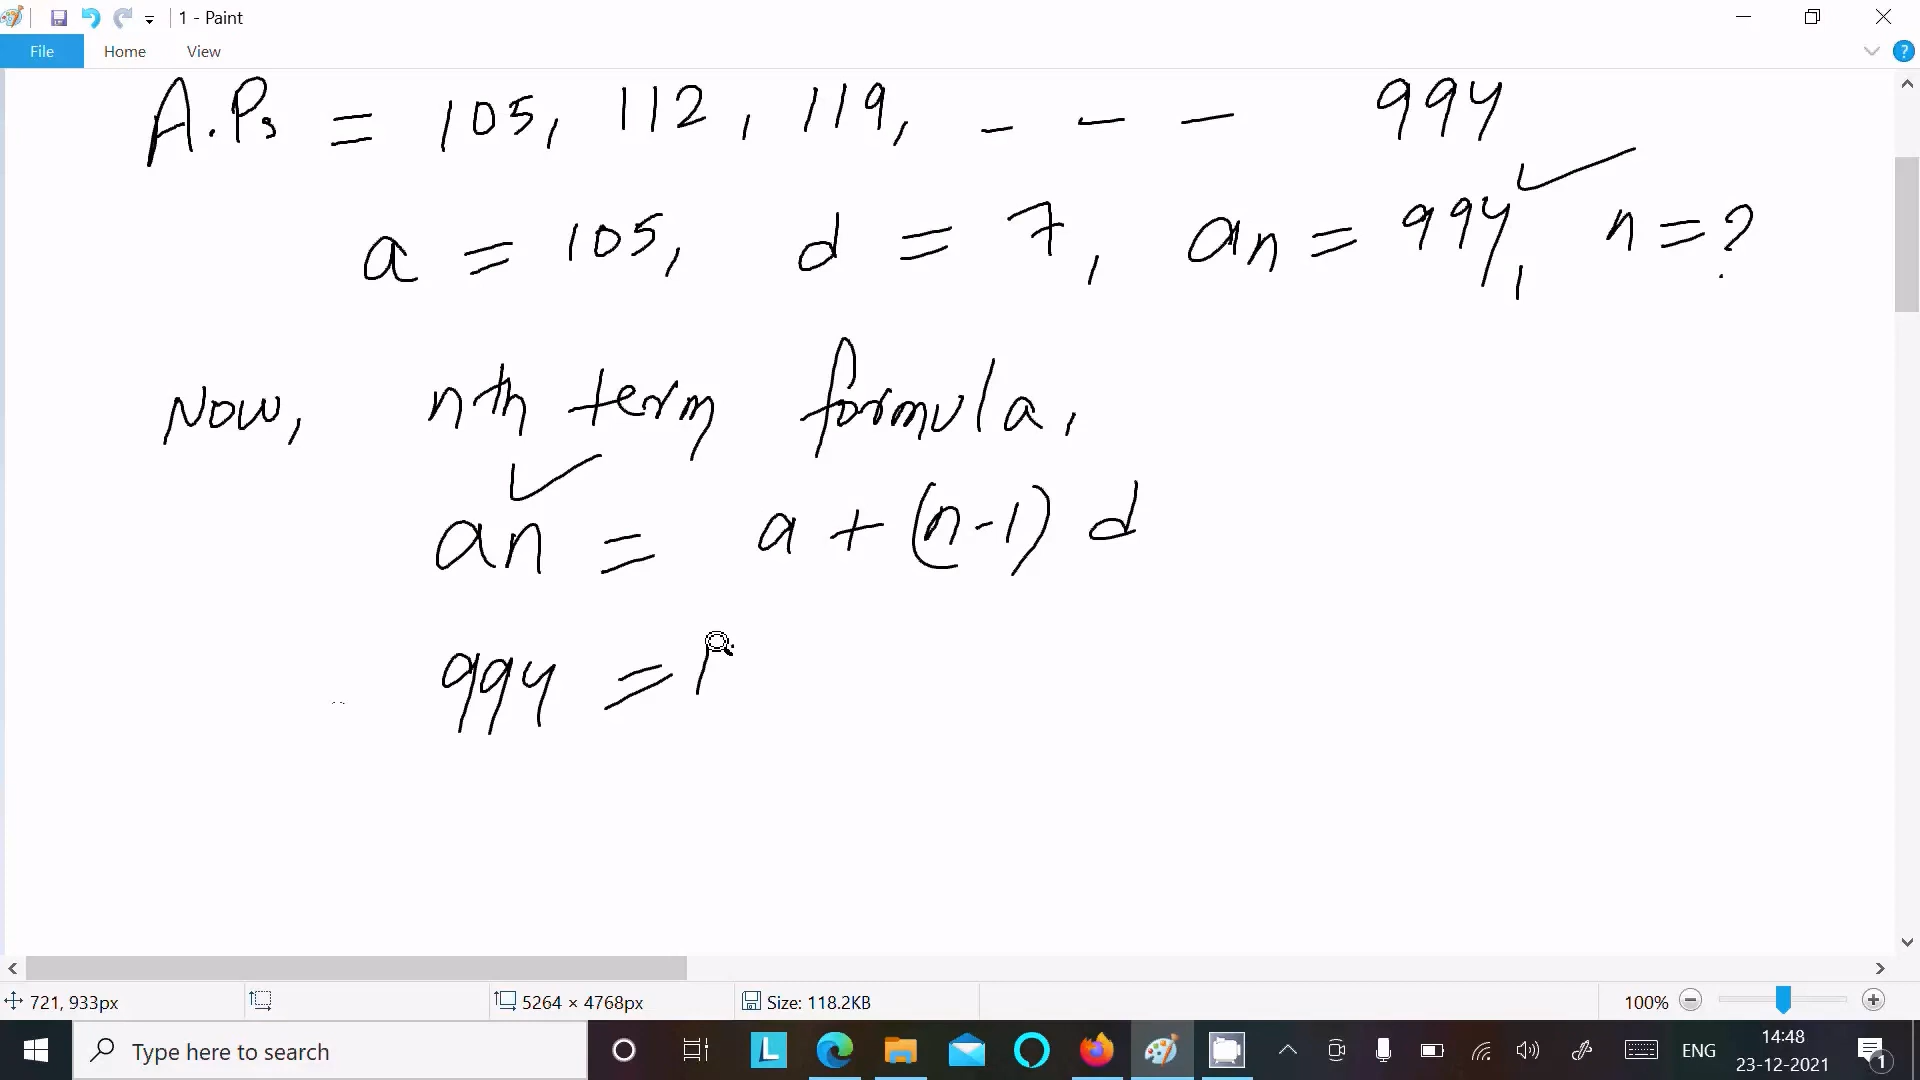 1 - Paint
File Home View
A.Ps = 105, 112, 119, - - - 994
a = 105, d = 7, an = 994, n = ?
Now, nth term formula,
an = a + (n-1) d
994 = 1
721, 933px 5264 × 4768px Size: 118.2KB 100%
Type here to search ENG 14:48
23-12-2021 1